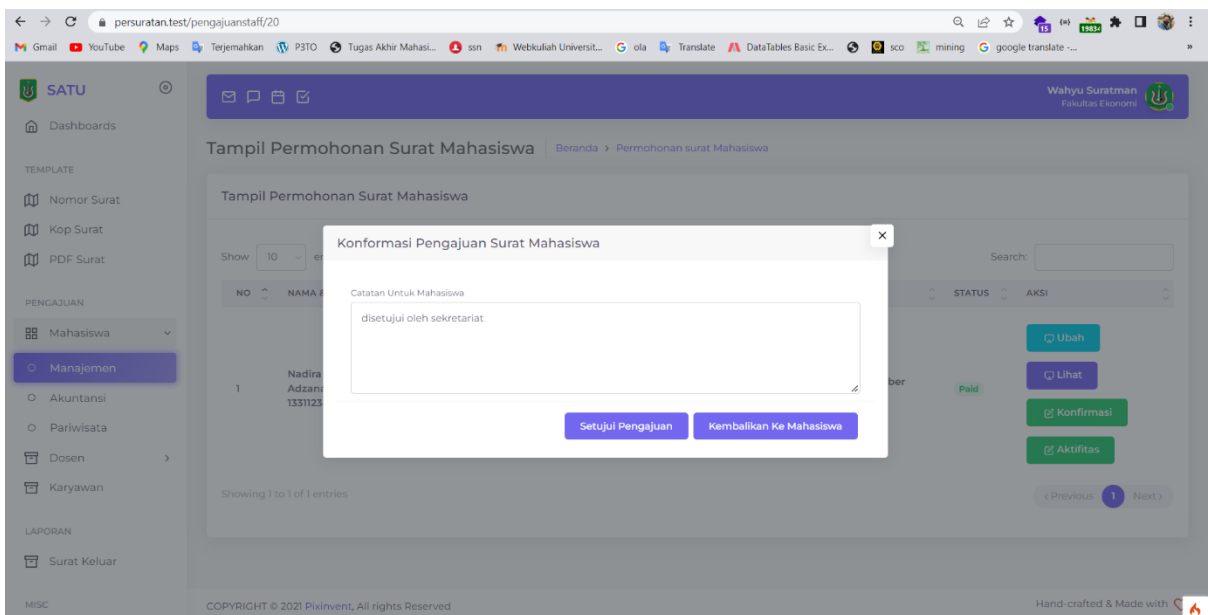 persuratan.test/pengajuanstaff/20
Gmail YouTube Maps Terjemahkan P3TO Tugas Akhir Mahasi... ssn Webkuliah Universit... ola Translate DataTables Basic Ex... sco mining google translate -... »
15 19834
SATU
Wahyu Suratman
Fakultas Ekonomi
Dashboards
Tampil Permohonan Surat Mahasiswa Beranda > Permohonan surat Mahasiswa
TEMPLATE
Nomor Surat
Kop Surat
PDF Surat
PENGAJUAN
Mahasiswa
Manajemen
Akuntansi
Pariwisata
Dosen
Karyawan
LAPORAN
Surat Keluar
MISC
Tampil Permohonan Surat Mahasiswa
Show 10 Search:
NO NAMA STATUS AKSI
1 Nadira
Paid
Ubah
Lihat
Konfirmasi
Aktifitas
Konformasi Pengajuan Surat Mahasiswa
Catatan Untuk Mahasiswa
disetujui oleh sekretariat
Setujui Pengajuan Kembalikan Ke Mahasiswa
Showing 1 to 1 of 1 entries
‹ Previous 1 Next ›
COPYRIGHT © 2021 Pixinvent, All rights Reserved
Hand-crafted & Made with